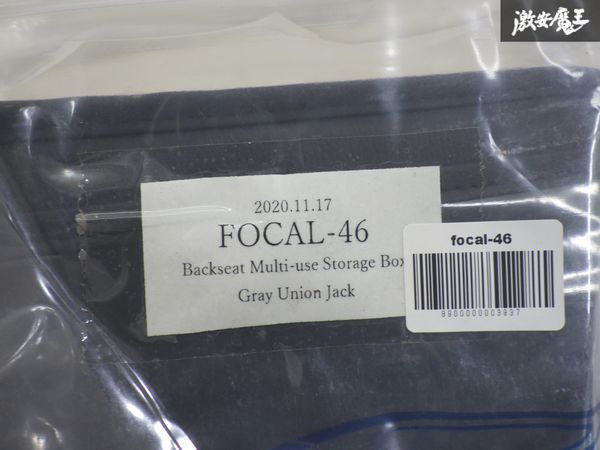 激安魔王
2020.11.17
FOCAL-46
Backseat Multi-use Storage Box
Gray Union Jack
focal-46
8900000003997